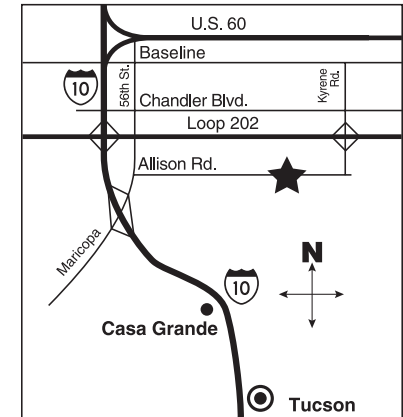 U.S. 60
Baseline
10
56th St.
Kyrene
Rd.
Chandler Blvd.
Loop 202
Allison Rd.
Maricopa
N
10
Casa Grande
Tucson